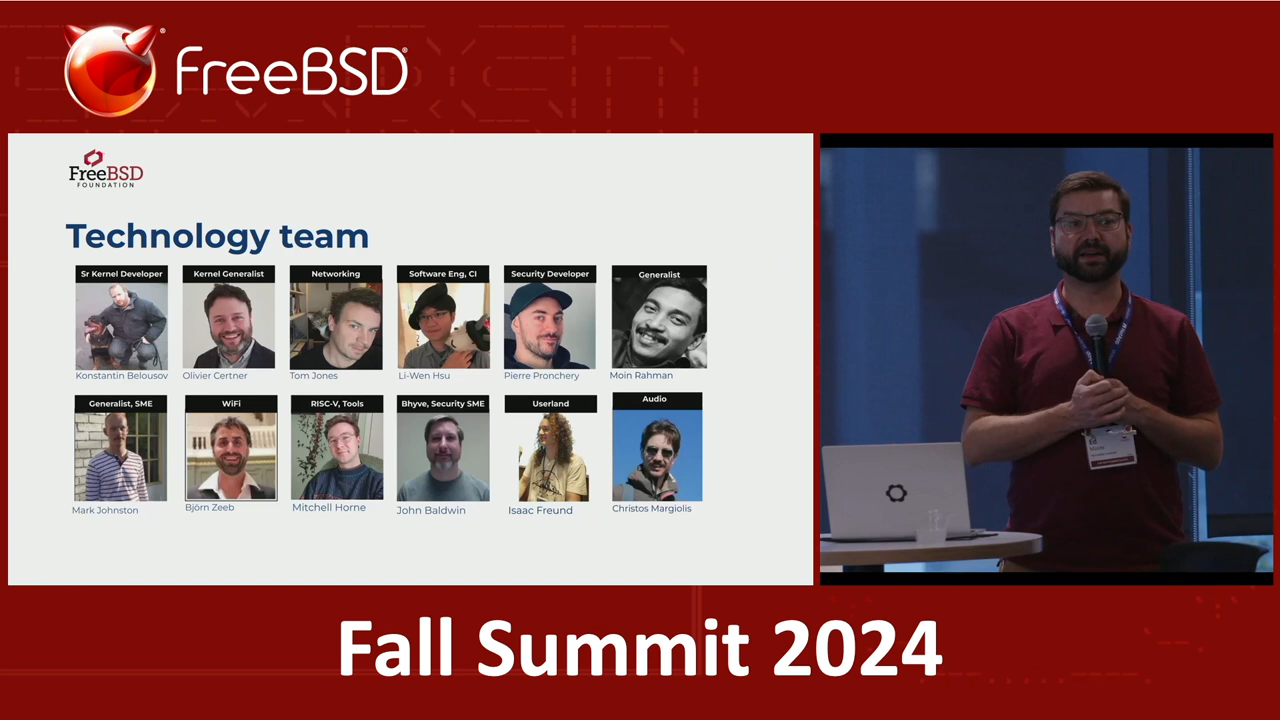 FreeBSD®
FreeBSD
FOUNDATION
Technology team
Sr Kernel Developer
Kernel Generalist
Networking
Software Eng, CI
Security Developer
Generalist
Konstantin Belousov
Olivier Certner
Tom Jones
Li-Wen Hsu
Pierre Pronchery
Moin Rahman
Generalist, SME
WiFi
RISC-V, Tools
Bhyve, Security SME
Userland
Audio
Mark Johnston
Björn Zeeb
Mitchell Horne
John Baldwin
Isaac Freund
Christos Margiolis
Ed
Fall Summit 2024